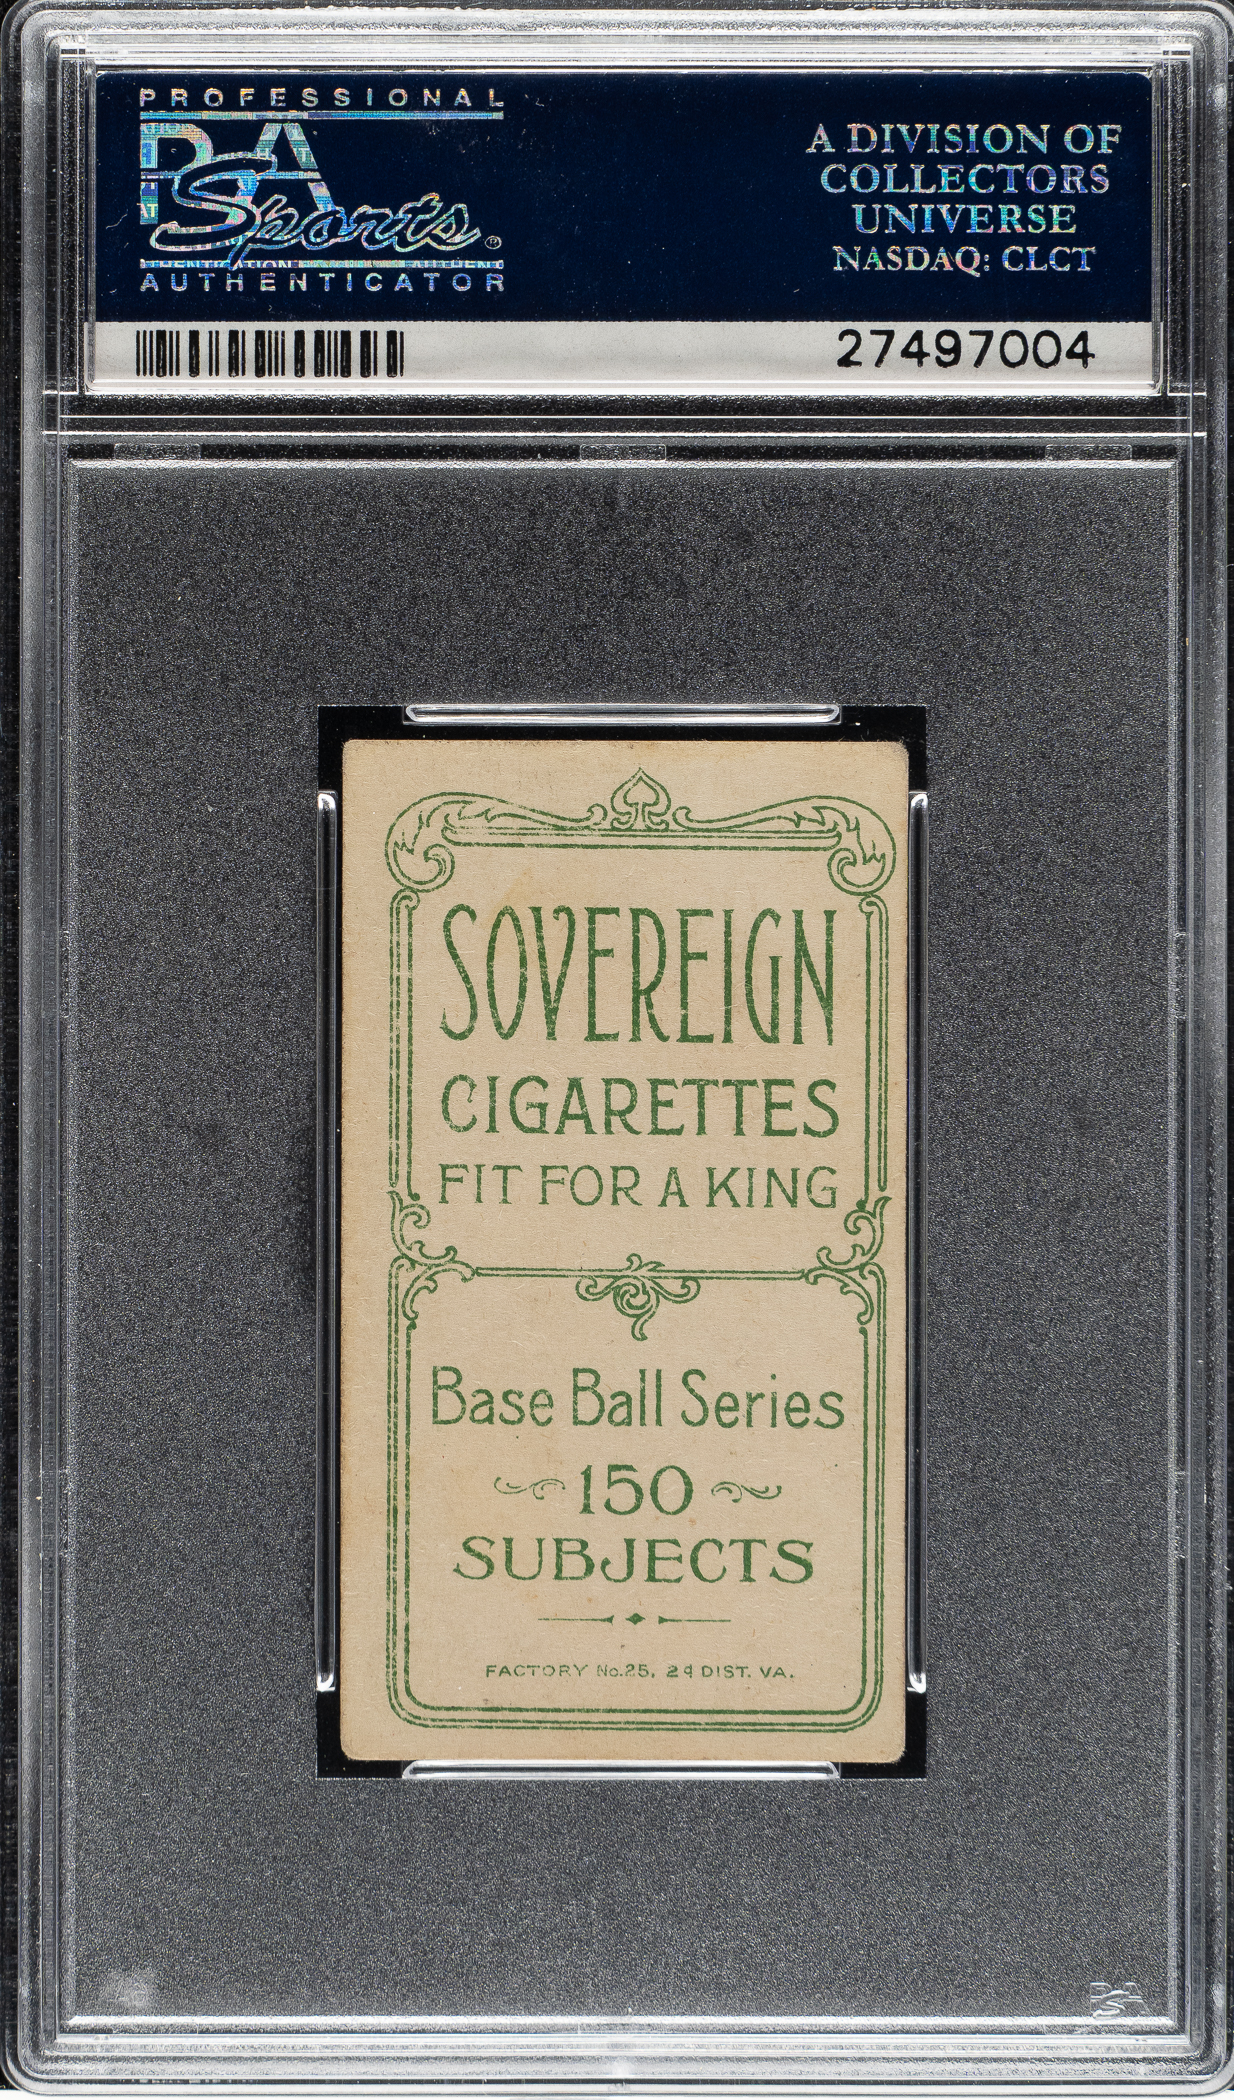 PROFESSIONAL
PSA
Sports
AUTHENTICATOR
A DIVISION OF
COLLECTORS
UNIVERSE
NASDAQ: CLCT
27497004
SOVEREIGN
CIGARETTES
FIT FOR A KING
Base Ball Series
150
SUBJECTS
FACTORY No.25, 2d DIST. VA.
PSA